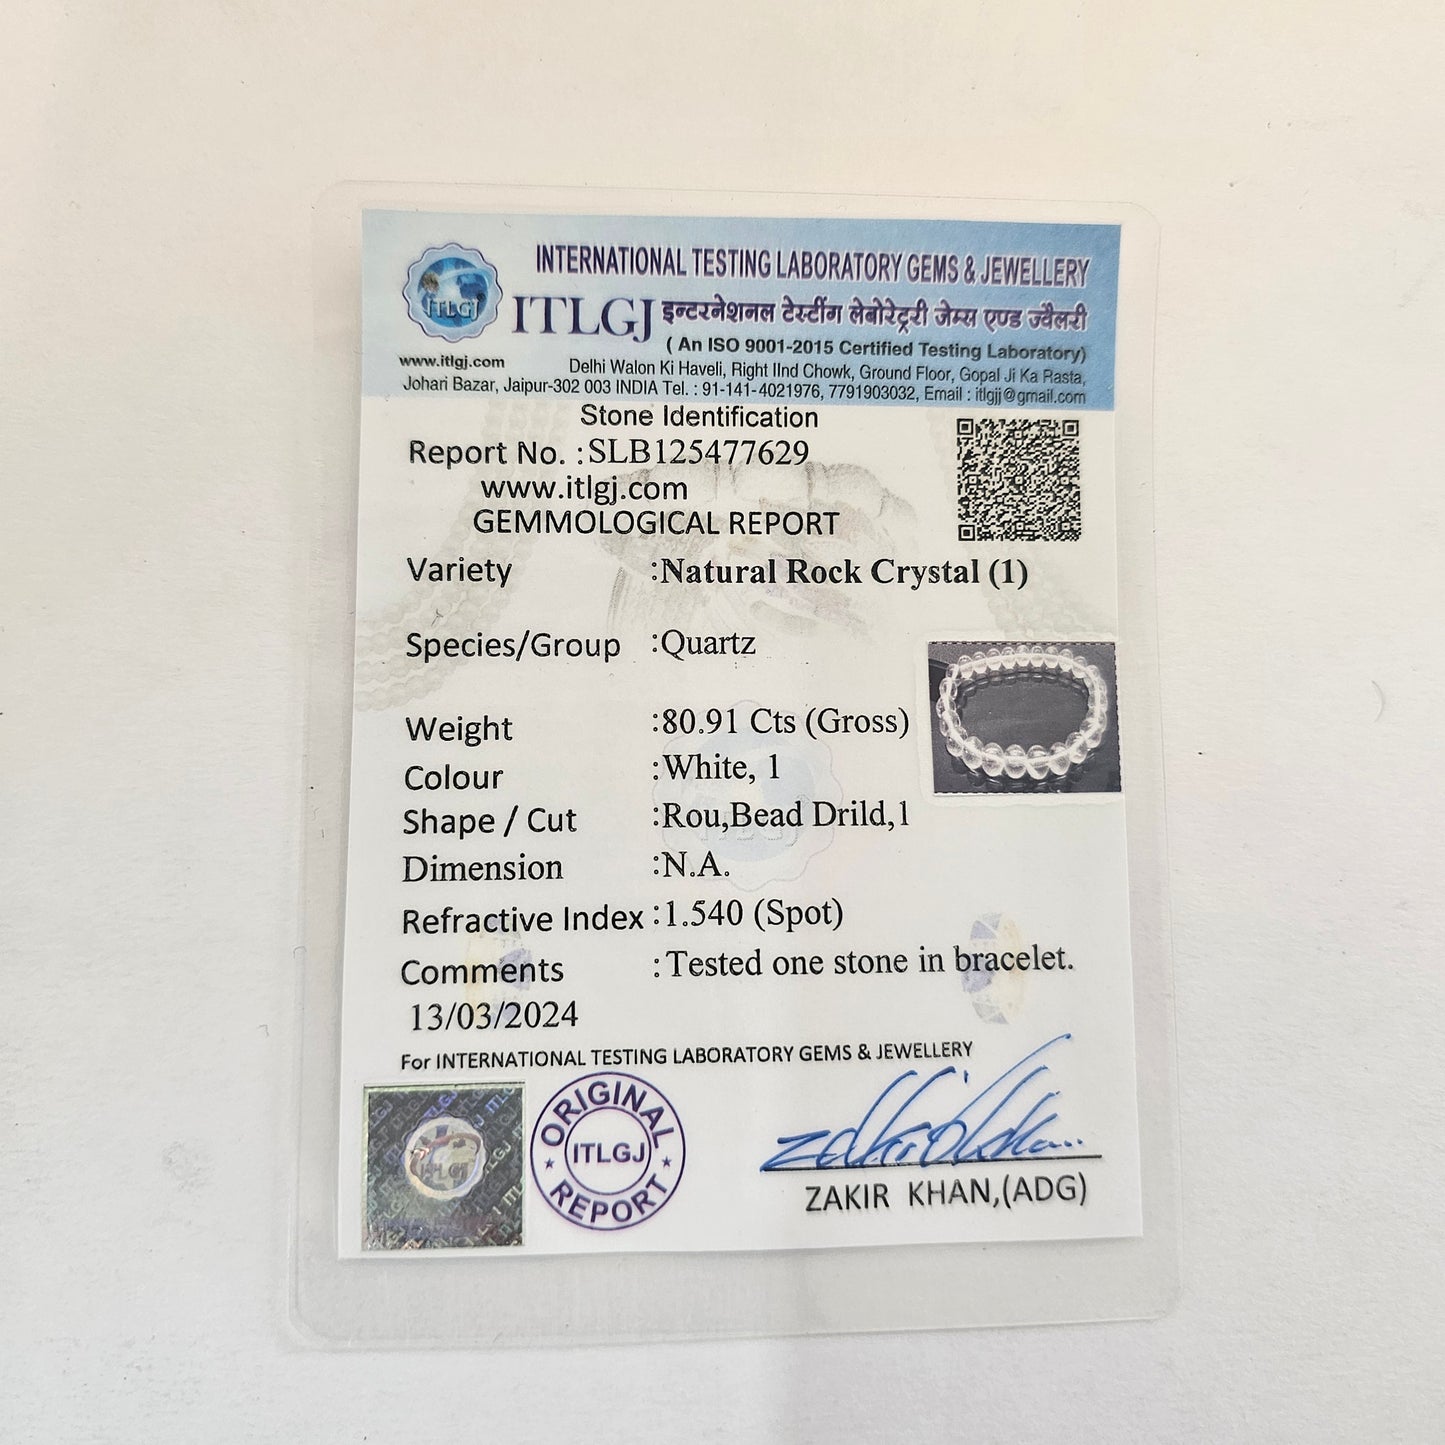 INTERNATIONAL TESTING LABORATORY GEMS & JEWELLERY
ITLGJ
ITLGJ इन्टरनेशनल टेस्टींग लेबोरेट्ररी जेम्स एण्ड ज्वैलरी
( An ISO 9001-2015 Certified Testing Laboratory)
www.itlgj.com Delhi Walon Ki Haveli, Right IInd Chowk, Ground Floor, Gopal Ji Ka Rasta,
Johari Bazar, Jaipur-302 003 INDIA Tel. : 91-141-4021976, 7791903032, Email : itlgjj@gmail.com
Stone Identification
Report No. :SLB125477629
www.itlgj.com
GEMMOLOGICAL REPORT
Variety :Natural Rock Crystal (1)
Species/Group :Quartz
Weight :80.91 Cts (Gross)
Colour :White, 1
Shape / Cut :Rou,Bead Drild,1
Dimension :N.A.
Refractive Index :1.540 (Spot)
Comments :Tested one stone in bracelet.
13/03/2024
For INTERNATIONAL TESTING LABORATORY GEMS & JEWELLERY
ITLGJ
ORIGINAL
ITLGJ
REPORT
ZAKIR KHAN,(ADG)